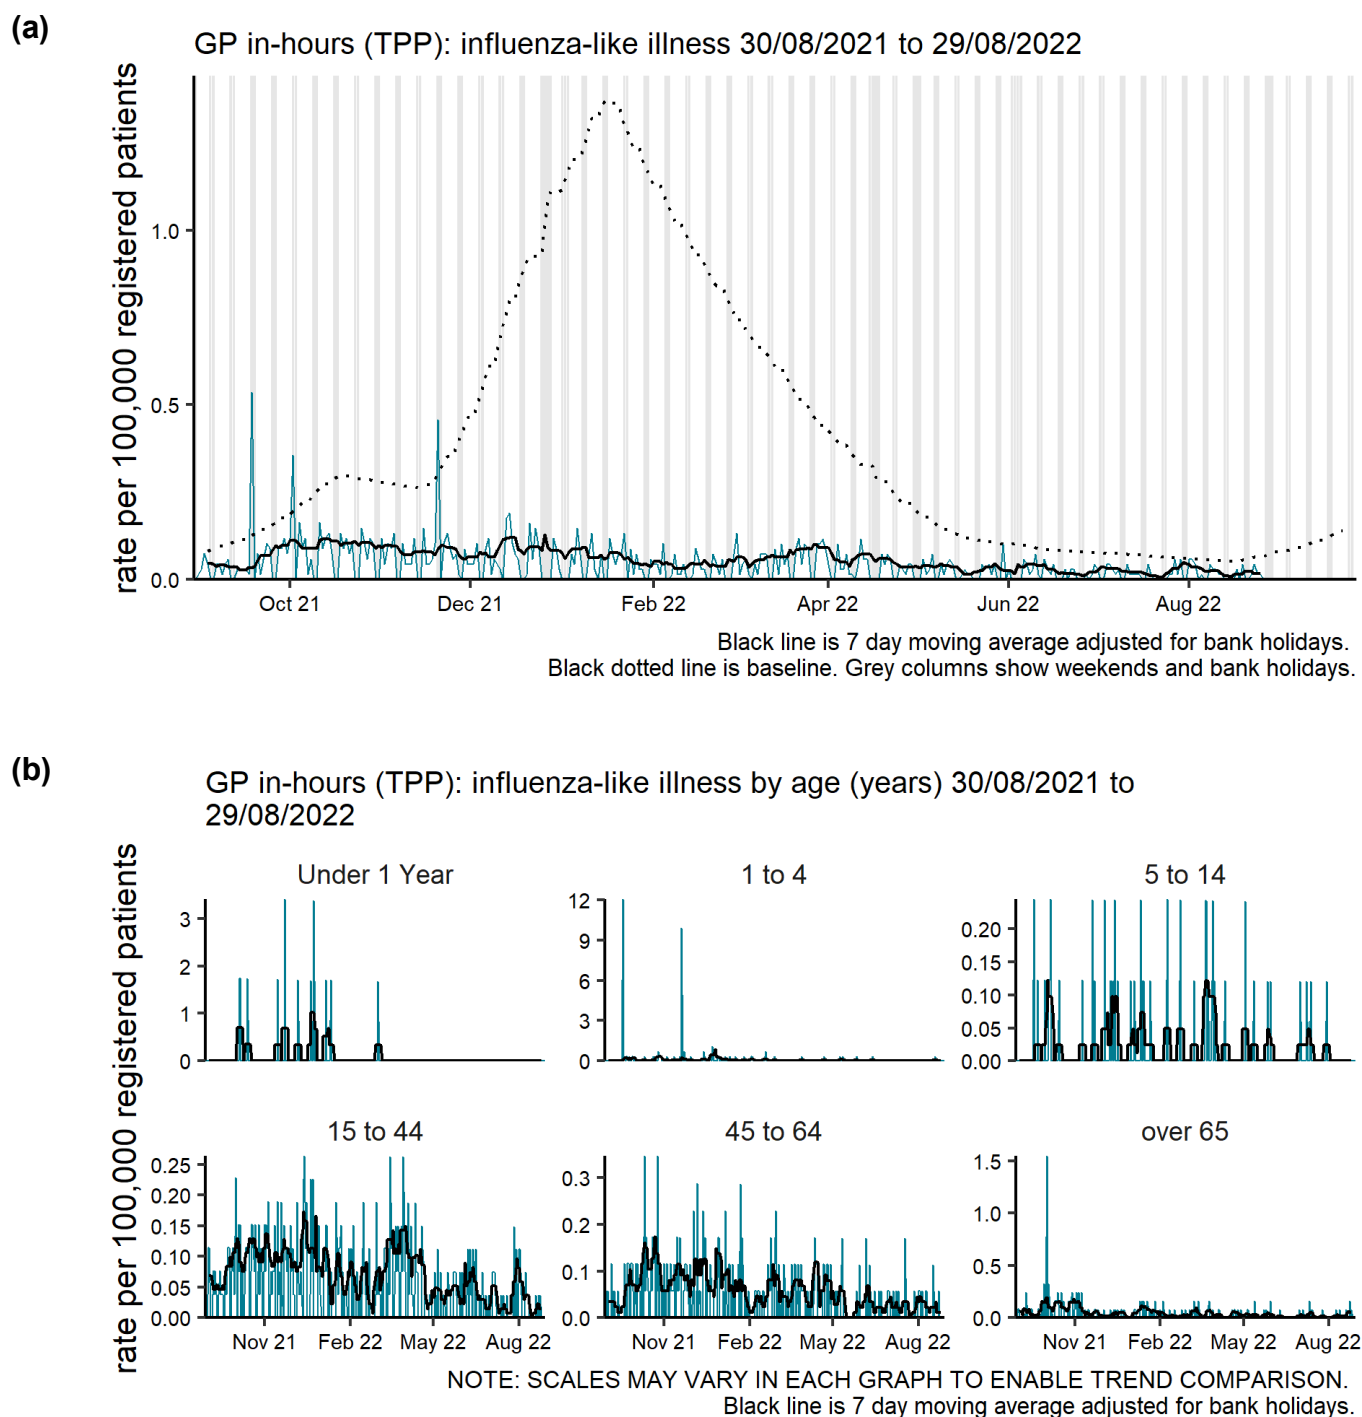 (a)
GP in-hours (TPP): influenza-like illness 30/08/2021 to 29/08/2022
rate per 100,000 registered patients
1.0
0.5
0.0
Oct 21 Dec 21 Feb 22 Apr 22 Jun 22 Aug 22
Black line is 7 day moving average adjusted for bank holidays.
Black dotted line is baseline. Grey columns show weekends and bank holidays.
(b)
GP in-hours (TPP): influenza-like illness by age (years) 30/08/2021 to
29/08/2022
rate per 100,000 registered patients
Under 1 Year
3
2
1
0
1 to 4
12
9
6
3
0
5 to 14
0.20
0.15
0.10
0.05
0.00
15 to 44
0.25
0.20
0.15
0.10
0.05
0.00
Nov 21 Feb 22 May 22 Aug 22
45 to 64
0.3
0.2
0.1
0.0
Nov 21 Feb 22 May 22 Aug 22
over 65
1.5
1.0
0.5
0.0
Nov 21 Feb 22 May 22 Aug 22
NOTE: SCALES MAY VARY IN EACH GRAPH TO ENABLE TREND COMPARISON.
Black line is 7 day moving average adjusted for bank holidays.